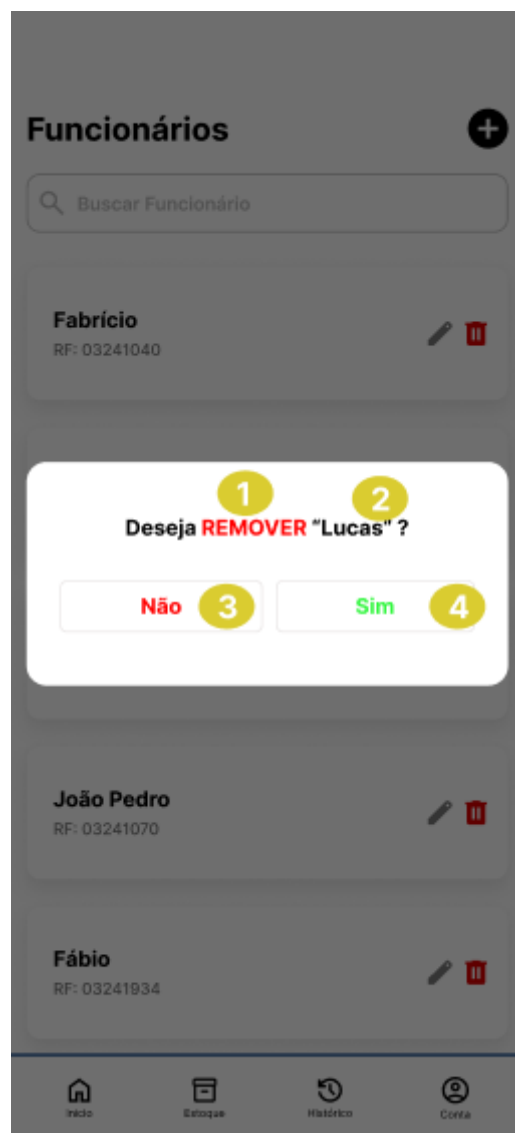 Funcionários
Buscar Funcionário
Fabrício
RF: 03241040
1
2
Deseja REMOVER "Lucas" ?
Não 3
Sim 4
João Pedro
RF: 03241070
Fábio
RF: 03241934
Início
Estoque
Histórico
Conta